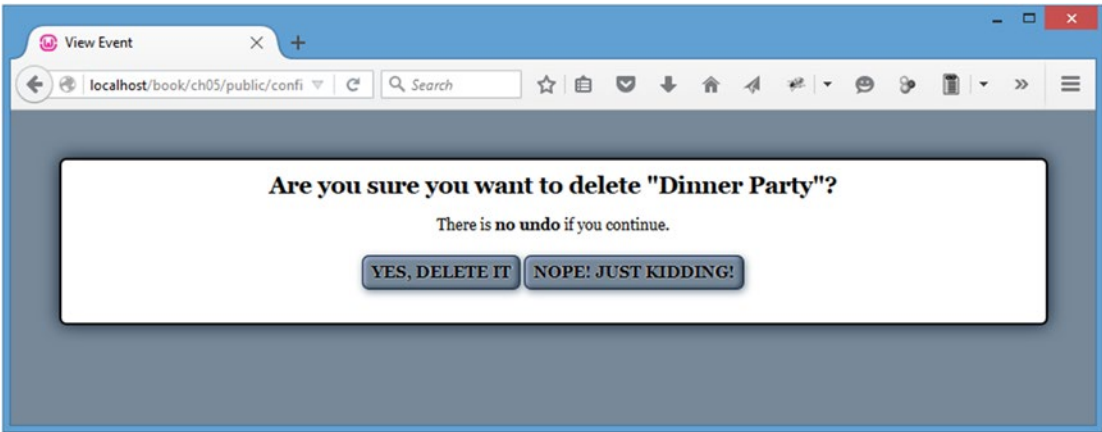 View Event
localhost/book/ch05/public/confi
Search
Are you sure you want to delete "Dinner Party"?
There is no undo if you continue.
YES, DELETE IT
NOPE! JUST KIDDING!